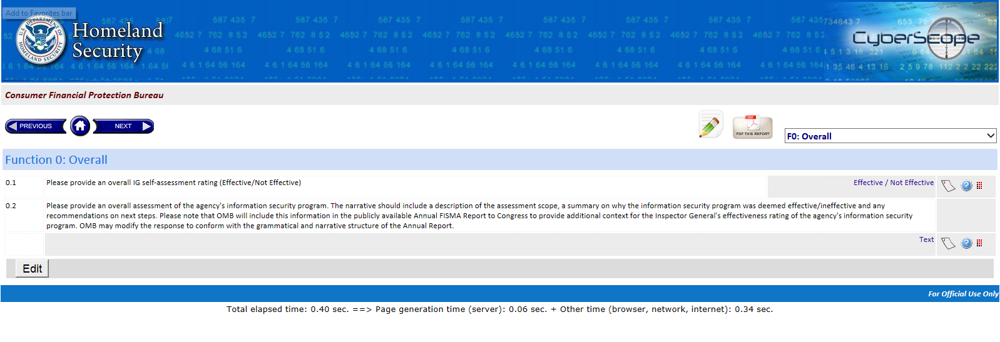 Add to Favorites bar
Homeland
Security
CyberScope
Consumer Financial Protection Bureau
PREVIOUS
NEXT
PDF
PDF THIS REPORT
F0: Overall
Function 0: Overall
0.1 Please provide an overall IG self-assessment rating (Effective/Not Effective) Effective / Not Effective
0.2 Please provide an overall assessment of the agency's information security program. The narrative should include a description of the assessment scope, a summary on why the information security program was deemed effective/ineffective and any
recommendations on next steps. Please note that OMB will include this information in the publicly available Annual FISMA Report to Congress to provide additional context for the Inspector General's effectiveness rating of the agency's information security
program. OMB may modify the response to conform with the grammatical and narrative structure of the Annual Report.
Text
Edit
For Official Use Only
Total elapsed time: 0.40 sec. ==> Page generation time (server): 0.06 sec. + Other time (browser, network, internet): 0.34 sec.